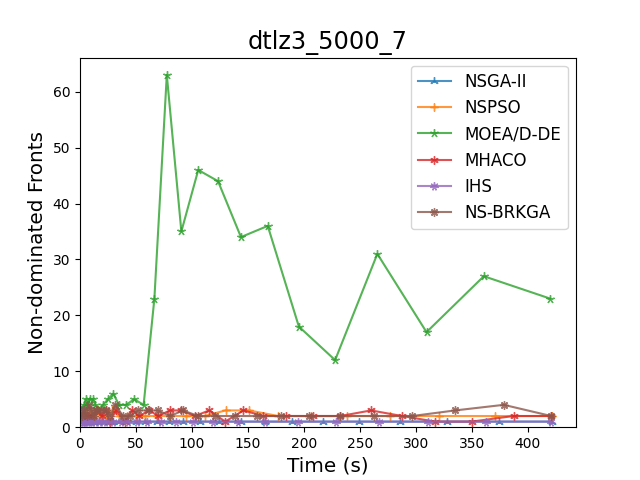 dtlz3_5000_7
Non-dominated Fronts
60
50
40
30
20
10
0
0 50 100 150 200 250 300 350 400
Time (s)
NSGA-II
NSPSO
MOEA/D-DE
MHACO
IHS
NS-BRKGA